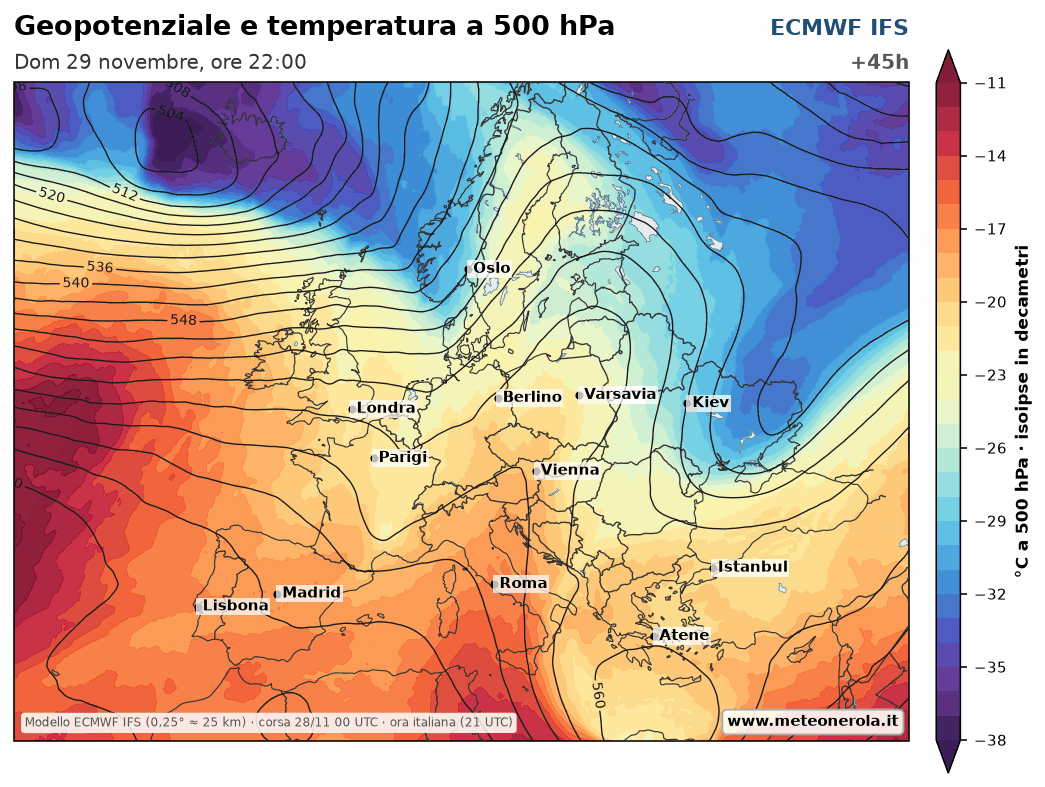 Geopotenziale e temperatura a 500 hPa
ECMWF IFS
Dom 29 novembre, ore 22:00
+45h
508
504
520
512
536
540
548
560
0
Oslo
Londra
Berlino
Varsavia
Kiev
Parigi
Vienna
Roma
Madrid
Lisbona
Istanbul
Atene
Modello ECMWF IFS (0,25° ≈ 25 km) · corsa 28/11 00 UTC · ora italiana (21 UTC)
www.meteonerola.it
−11
−14
−17
−20
−23
−26
−29
−32
−35
−38
°C a 500 hPa · isoipse in decametri